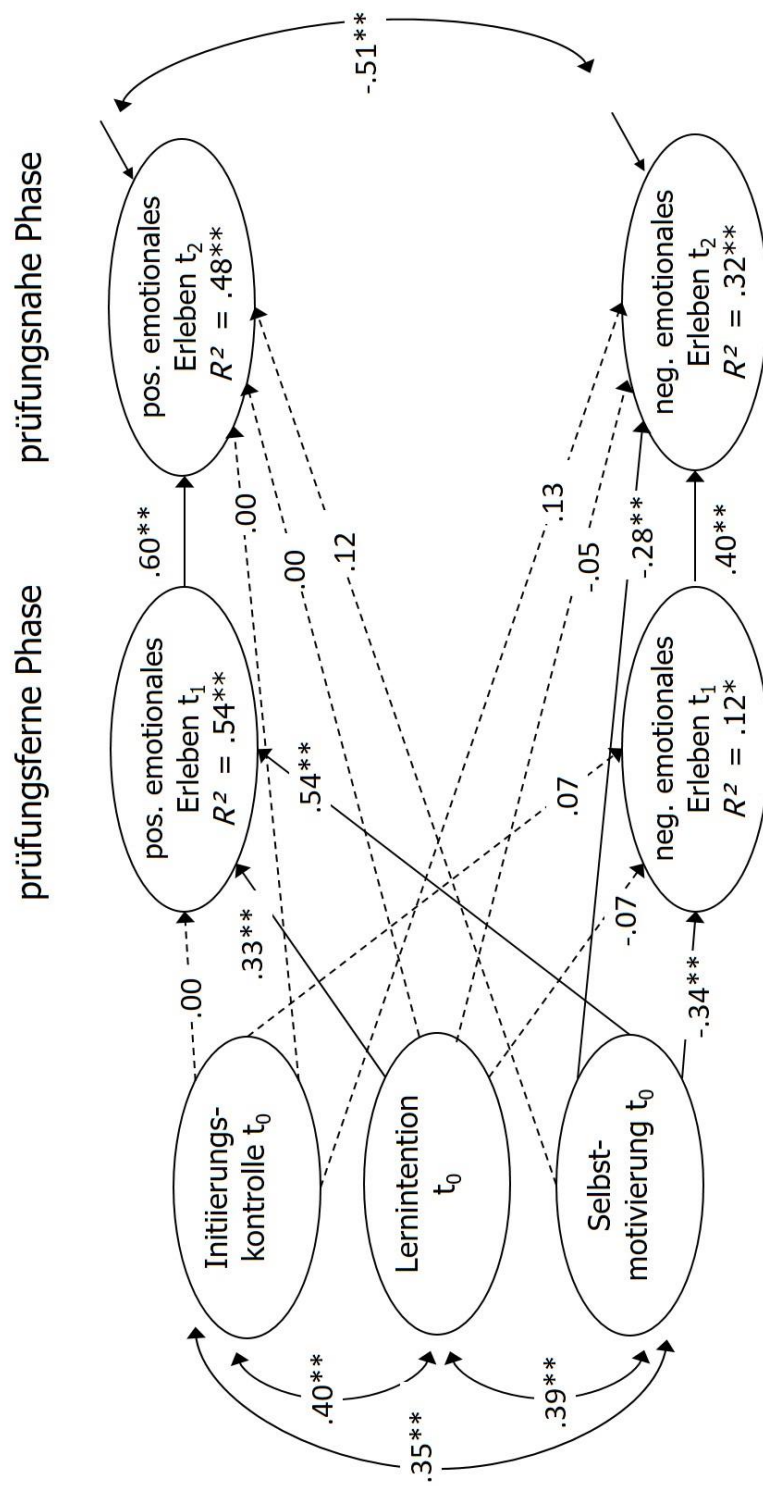 prüfungsferne Phase
prüfungsnahe Phase
Initiierungs-
kontrolle t₀
Lernintention
t₀
Selbst-
motivierung t₀
pos. emotionales
Erleben t₁
R² = .54**
neg. emotionales
Erleben t₁
R² = .12*
pos. emotionales
Erleben t₂
R² = .48**
neg. emotionales
Erleben t₂
R² = .32**
.35**
.40**
.39**
.00
.33**
.54**
.07
-.07
-.34**
.60**
.00
.00
.12
.13
-.05
-.28**
.40**
-.51**